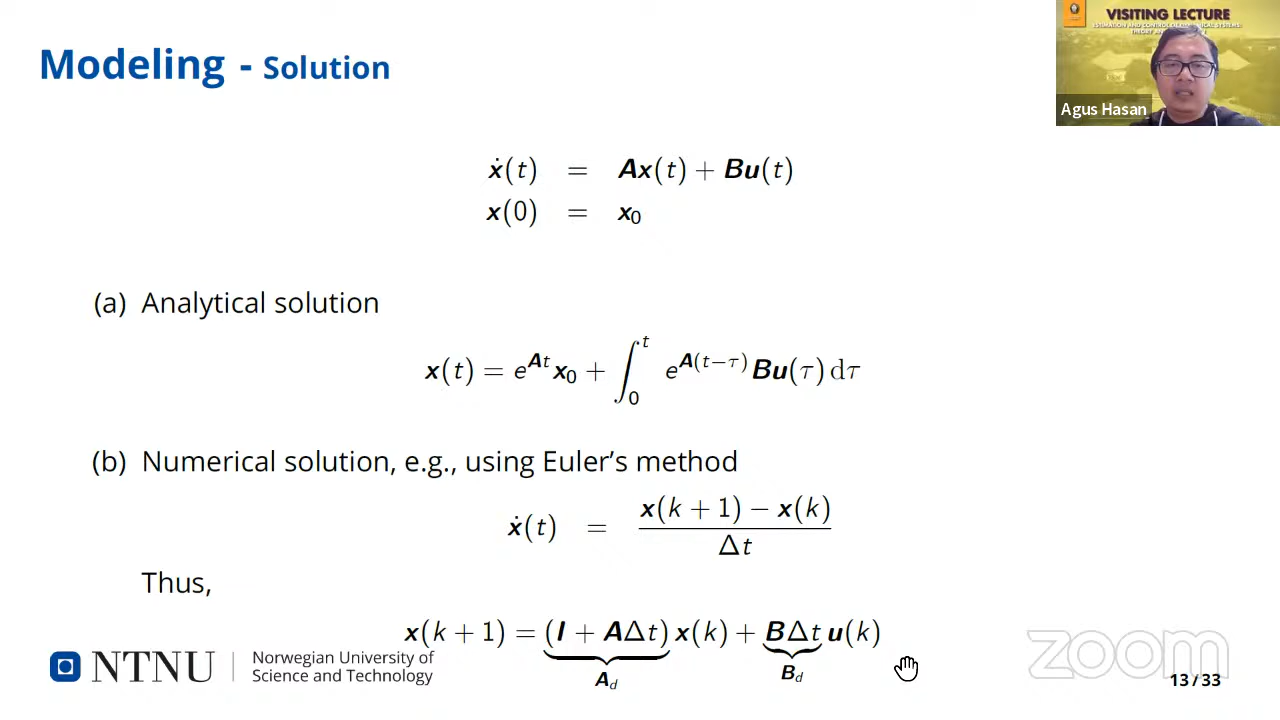 Modeling - Solution
VISITING LECTURE
Agus Hasan
ẋ(t) = Ax(t) + Bu(t)
x(0) = x₀
(a) Analytical solution
x(t) = e^{At}x₀ + ∫₀ᵗ e^{A(t−τ)}Bu(τ) dτ
(b) Numerical solution, e.g., using Euler’s method
ẋ(t) = (x(k + 1) − x(k)) / Δt
Thus,
x(k + 1) = (I + AΔt) x(k) + BΔt u(k)
A_d B_d
NTNU
Norwegian University of
Science and Technology
zoom
13 / 33